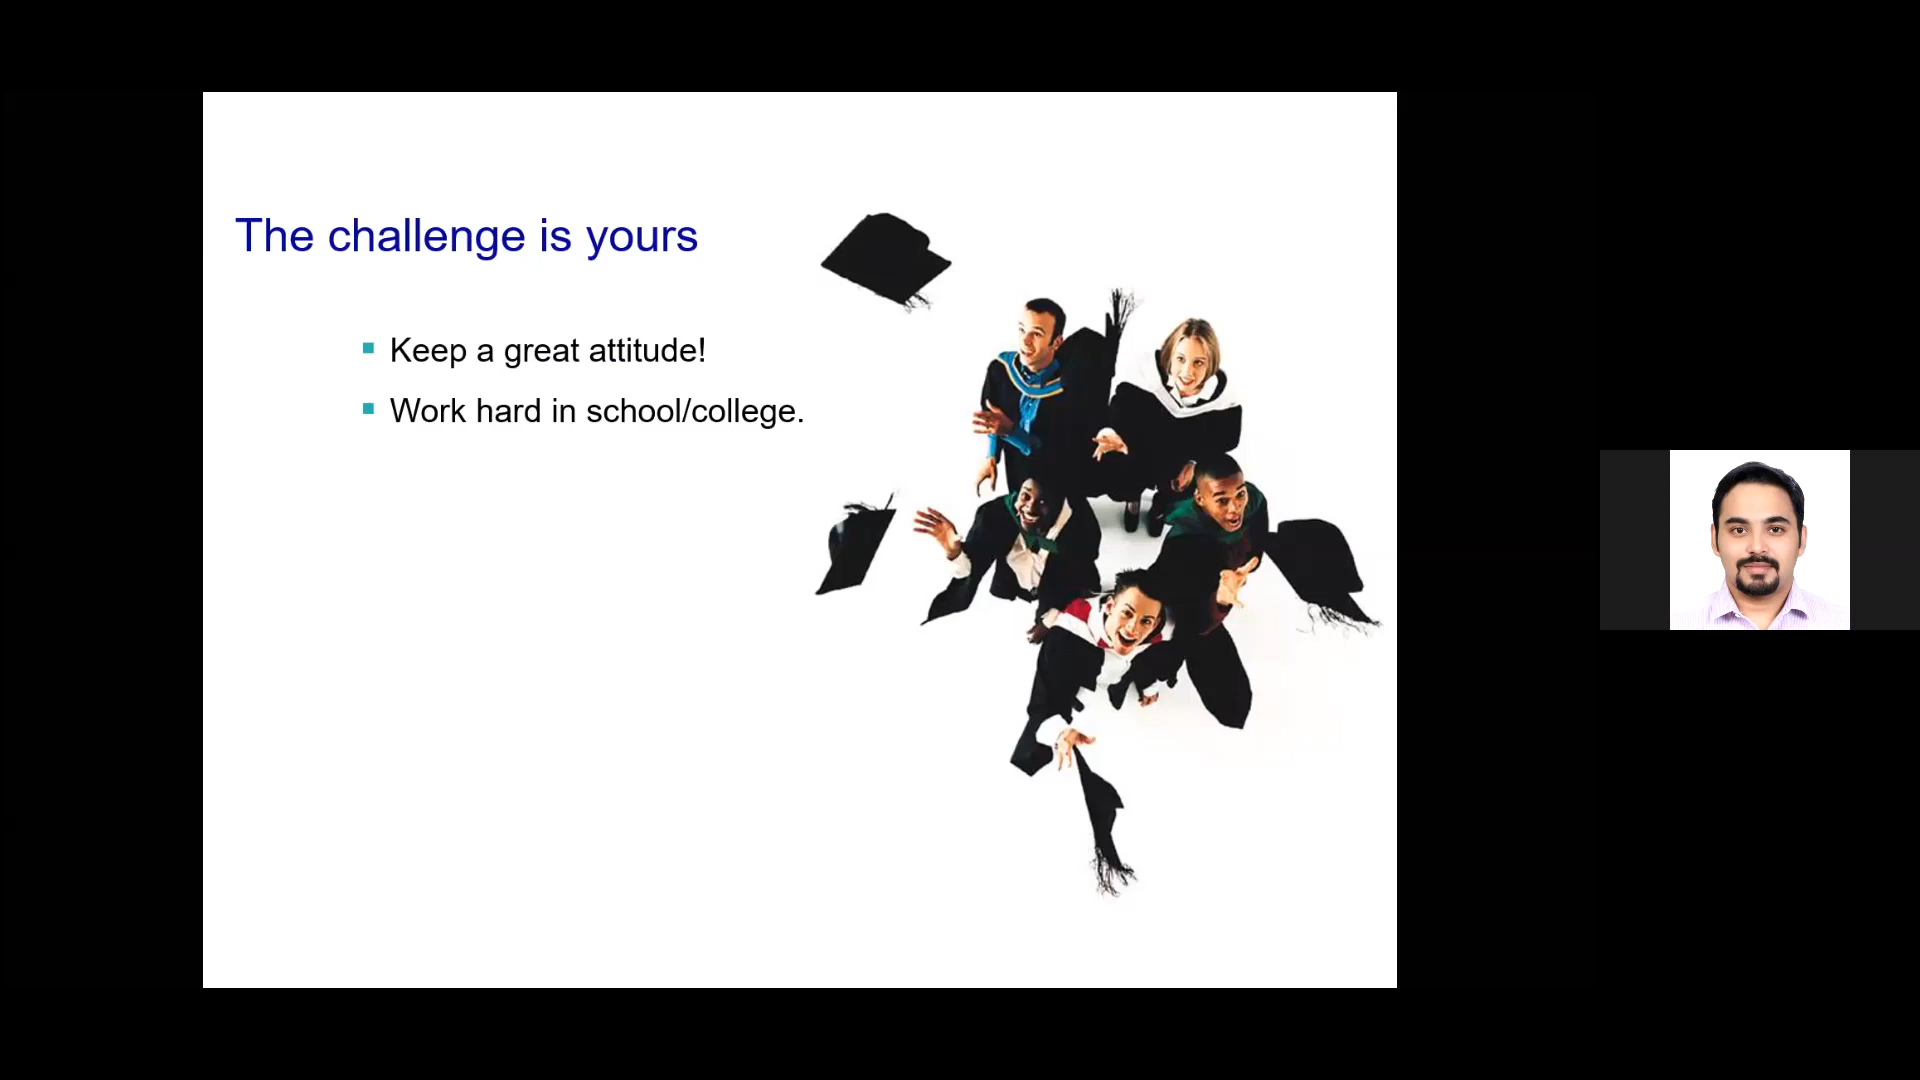 The challenge is yours
Keep a great attitude!
Work hard in school/college.